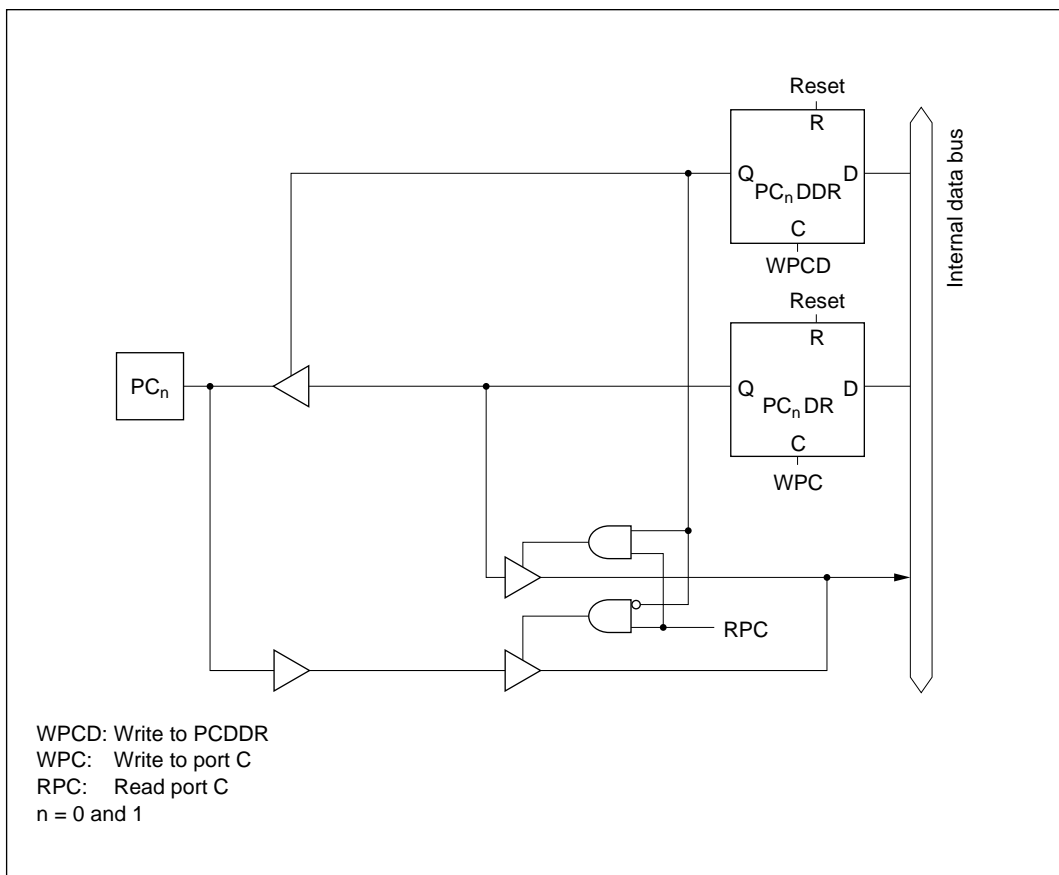 Reset
R
Q
PCnDDR
D
C
WPCD
Internal data bus
Reset
R
PCn
Q
PCnDR
D
C
WPC
RPC
WPCD: Write to PCDDR
WPC: Write to port C
RPC: Read port C
n = 0 and 1